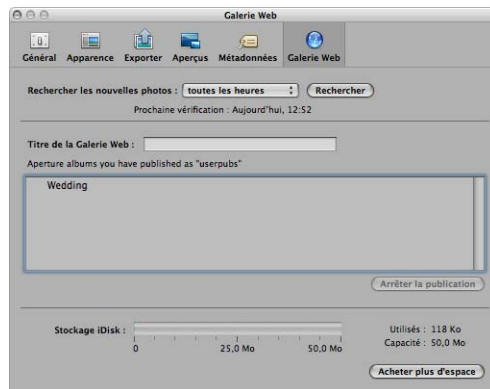 Galerie Web
Général Apparence Exporter Aperçus Métadonnées Galerie Web
Rechercher les nouvelles photos : toutes les heures Rechercher
Prochaine vérification : Aujourd'hui, 12:52
Titre de la Galerie Web :
Aperture albums you have published as "userpubs"
Wedding
Arrêter la publication
Stockage iDisk :
0 25,0 Mo 50,0 Mo
Utilisés : 118 Ko
Capacité : 50,0 Mo
Acheter plus d'espace